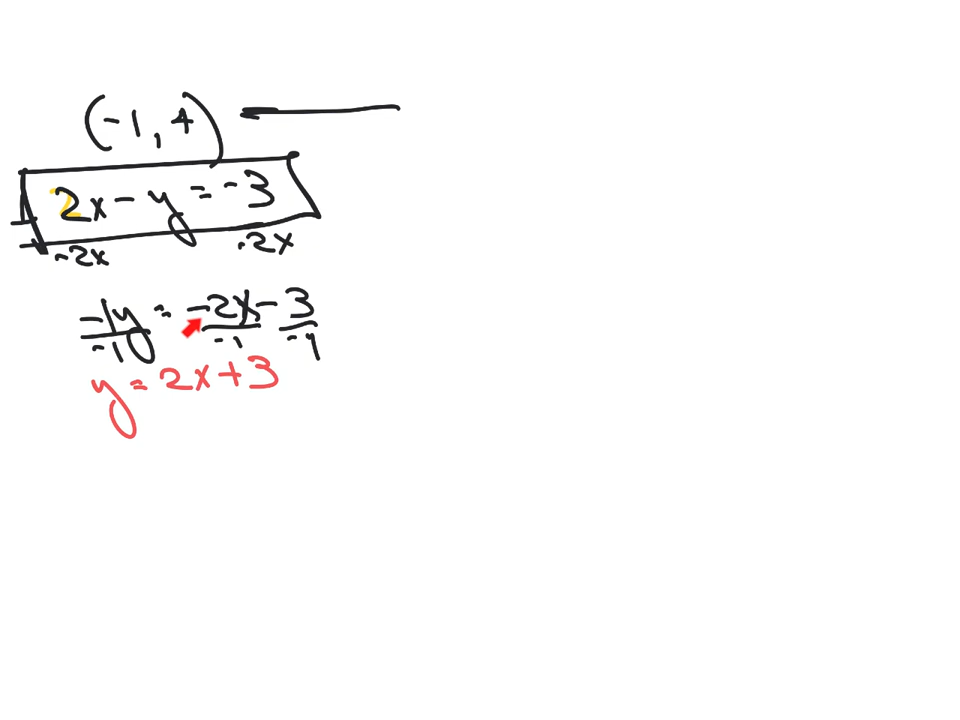 (-1, 4)
2x - y = -3
-2x -2x
-1y = -2x - 3
-1 -1 -1
y = 2x + 3